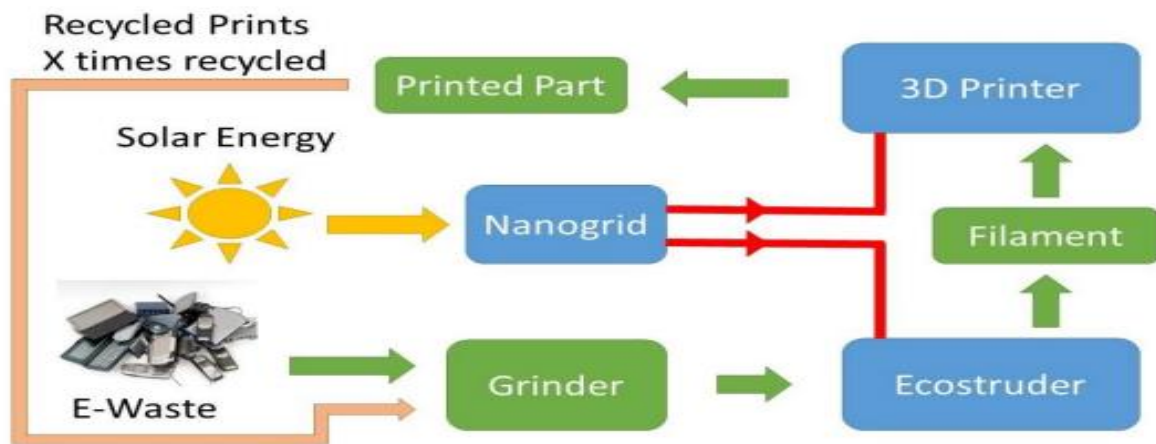 Recycled Prints
X times recycled
Printed Part
3D Printer
Solar Energy
Nanogrid
Filament
E-Waste
Grinder
Ecostruder